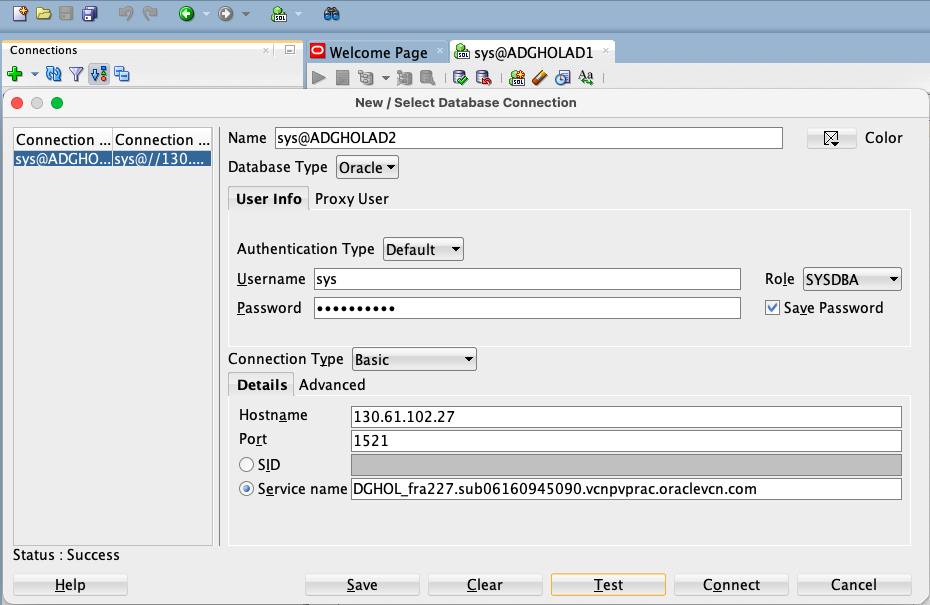 Connections
Welcome Page
sys@ADGHOLAD1
New / Select Database Connection
Connection ... Connection ...
sys@ADGHO... sys@//130....
Name sys@ADGHOLAD2 Color
Database Type Oracle
User Info Proxy User
Authentication Type Default
Username sys Role SYSDBA
Password •••••••••• Save Password
Connection Type Basic
Details Advanced
Hostname 130.61.102.27
Port 1521
SID
Service name DGHOL_fra227.sub06160945090.vcnpvprac.oraclevcn.com
Status : Success
Help Save Clear Test Connect Cancel